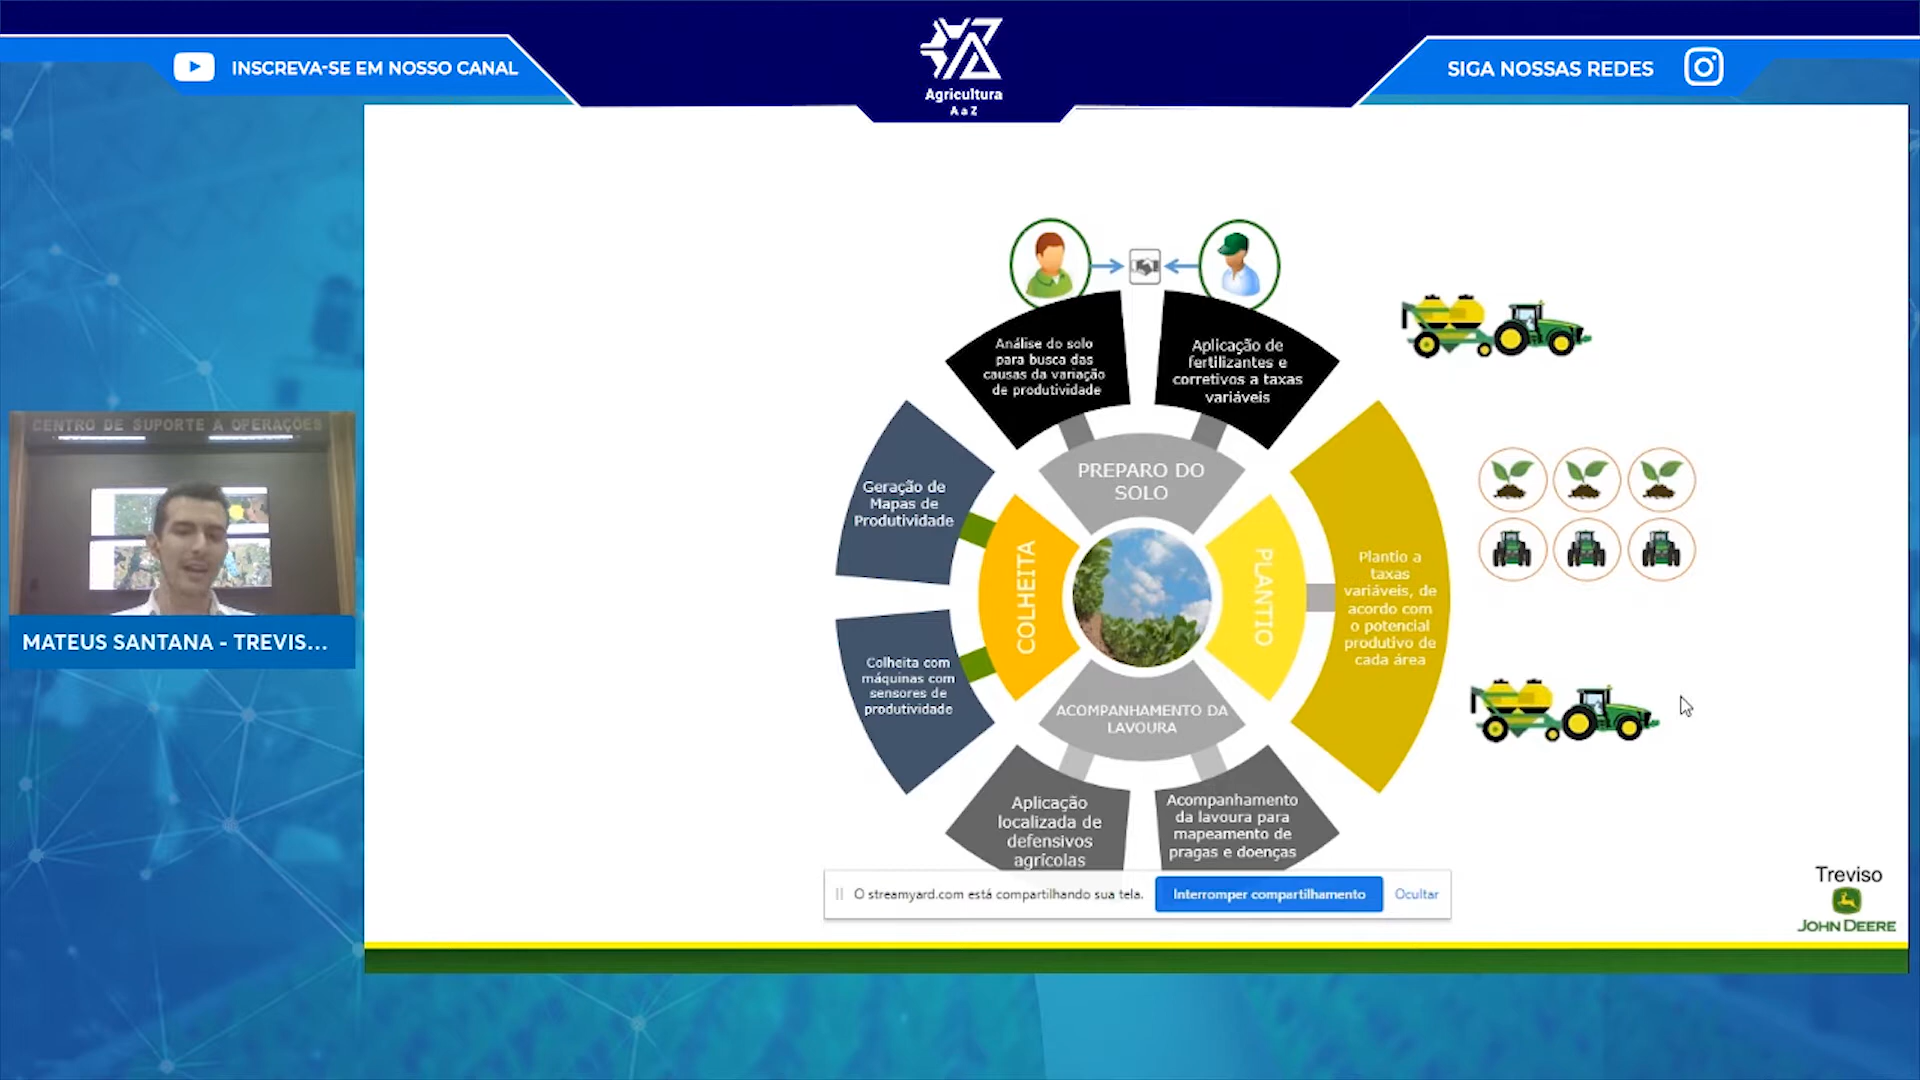 INSCREVA-SE EM NOSSO CANAL
Agricultura
A a Z
SIGA NOSSAS REDES
CENTRO DE SUPORTE A OPERAÇÕES
MATEUS SANTANA - TREVIS...
Análise do solo
para busca das
causas da variação
de produtividade
Aplicação de
fertilizantes e
corretivos a taxas
variáveis
Geração de
Mapas de
Produtividade
PREPARO DO
SOLO
COLHEITA
PLANTIO
Plantio a
taxas
variáveis, de
acordo com
o potencial
produtivo de
cada área
Colheita com
máquinas com
sensores de
produtividade
ACOMPANHAMENTO DA
LAVOURA
Aplicação
localizada de
defensivos
agrícolas
Acompanhamento
da lavoura para
mapeamento de
pragas e doenças
O streamyard.com está compartilhando sua tela.
Interromper compartilhamento
Ocultar
Treviso
JOHN DEERE